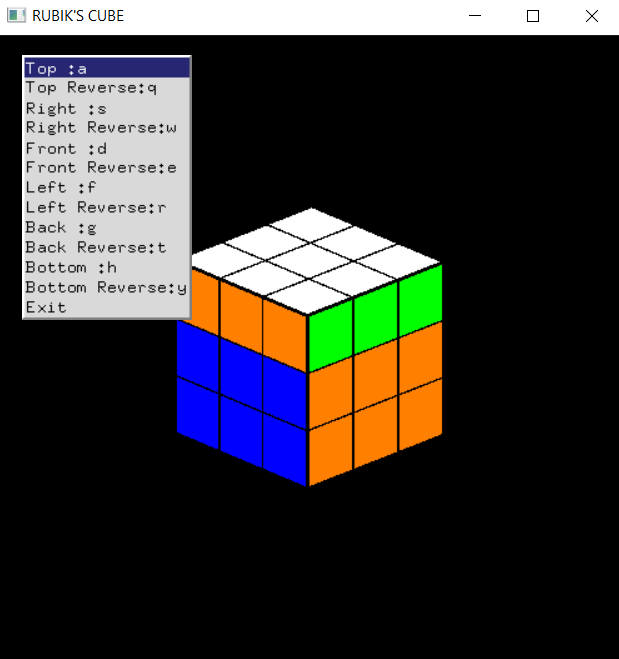 RUBIK'S CUBE
Top :a
Top Reverse:q
Right :s
Right Reverse:w
Front :d
Front Reverse:e
Left :f
Left Reverse:r
Back :g
Back Reverse:t
Bottom :h
Bottom Reverse:y
Exit